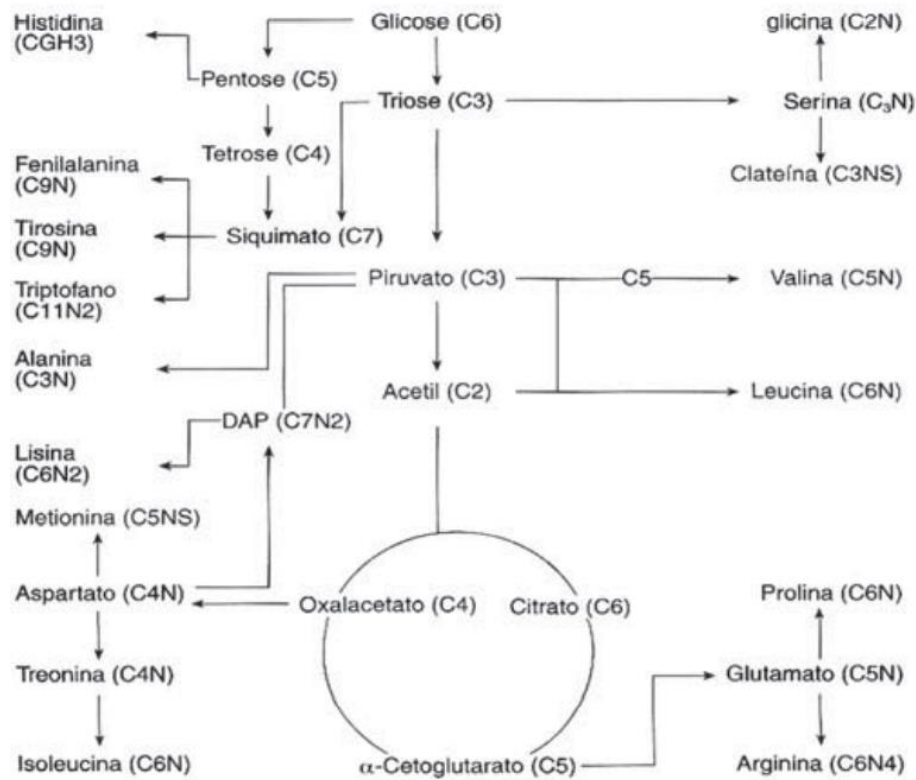 Histidina
(CGH3)
Glicose (C6)
glicina (C2N)
Pentose (C5)
Triose (C3)
Serina (C₃N)
Tetrose (C4)
Fenilalanina
(C9N)
Clateína (C3NS)
Tirosina
(C9N)
Siquimato (C7)
Triptofano
(C11N2)
Piruvato (C3)
C5
Valina (C5N)
Alanina
(C3N)
Acetil (C2)
Leucina (C6N)
DAP (C7N2)
Lisina
(C6N2)
Metionina (C5NS)
Aspartato (C4N)
Oxalacetato (C4)
Citrato (C6)
Prolina (C6N)
Treonina (C4N)
Glutamato (C5N)
Isoleucina (C6N)
α-Cetoglutarato (C5)
Arginina (C6N4)